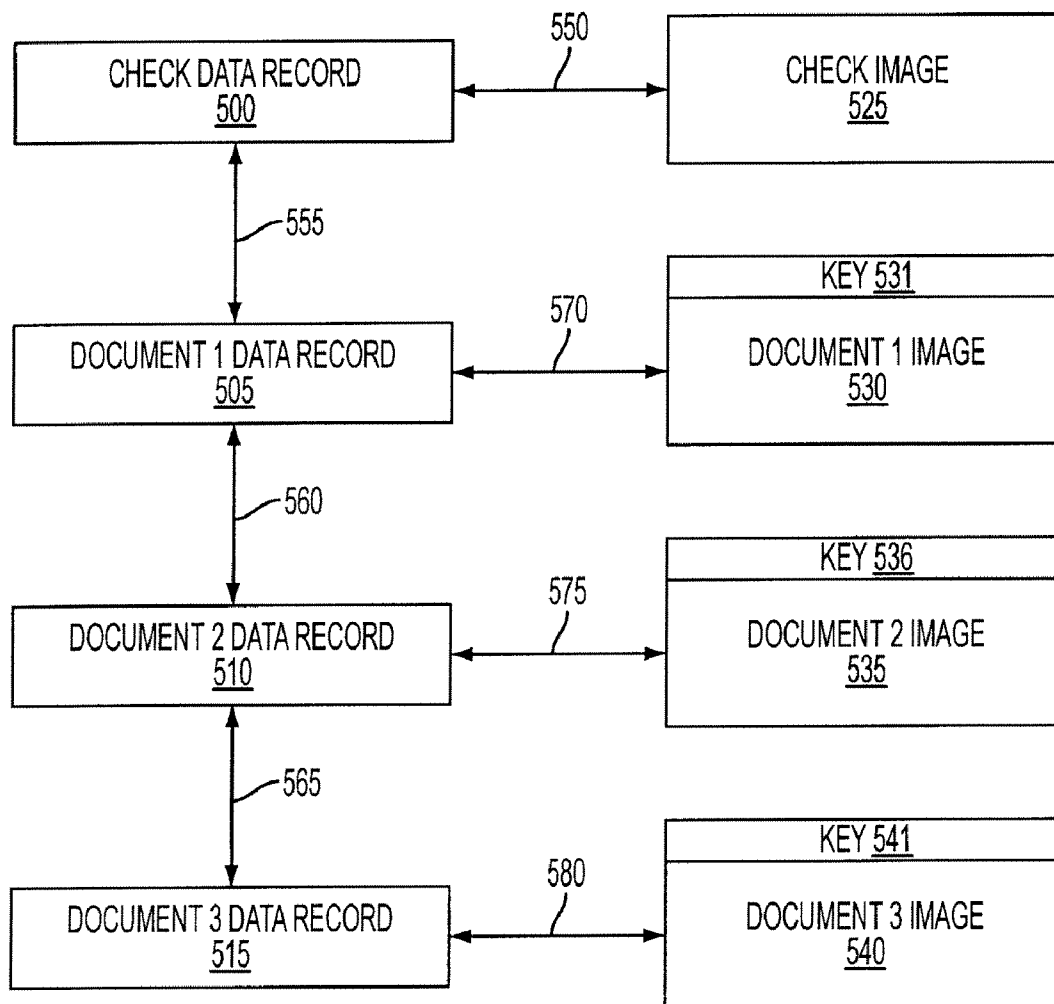 550
CHECK DATA RECORD
500
CHECK IMAGE
525
555
KEY 531
570
DOCUMENT 1 DATA RECORD
505
DOCUMENT 1 IMAGE
530
560
KEY 536
575
DOCUMENT 2 DATA RECORD
510
DOCUMENT 2 IMAGE
535
565
KEY 541
580
DOCUMENT 3 DATA RECORD
515
DOCUMENT 3 IMAGE
540